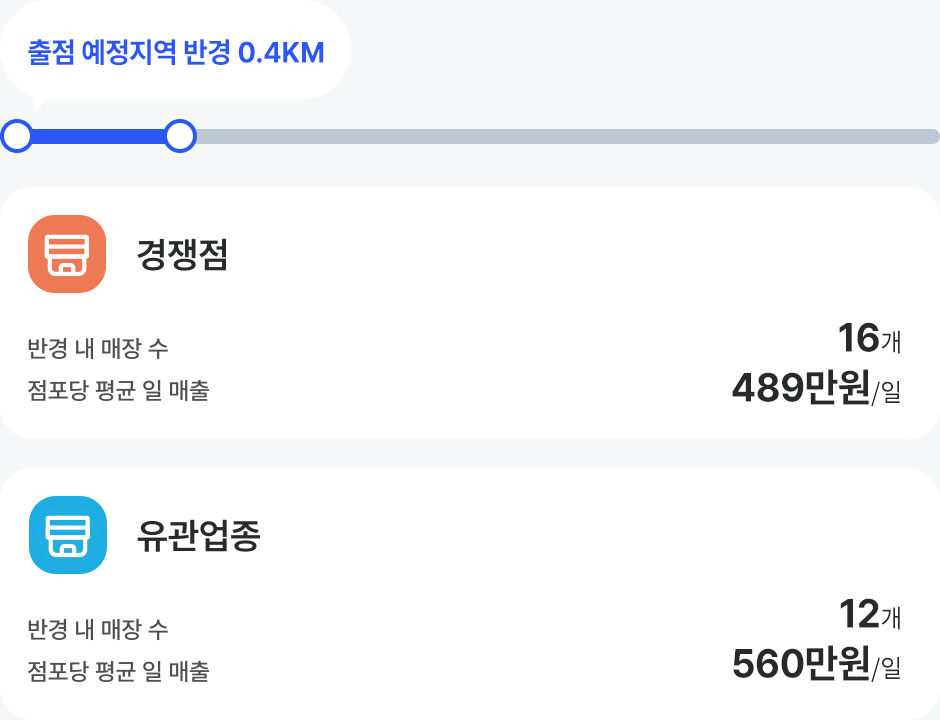 출점 예정지역 반경 0.4KM
경쟁점
반경 내 매장 수
16개
점포당 평균 일 매출
489만원/일
유관업종
반경 내 매장 수
12개
점포당 평균 일 매출
560만원/일